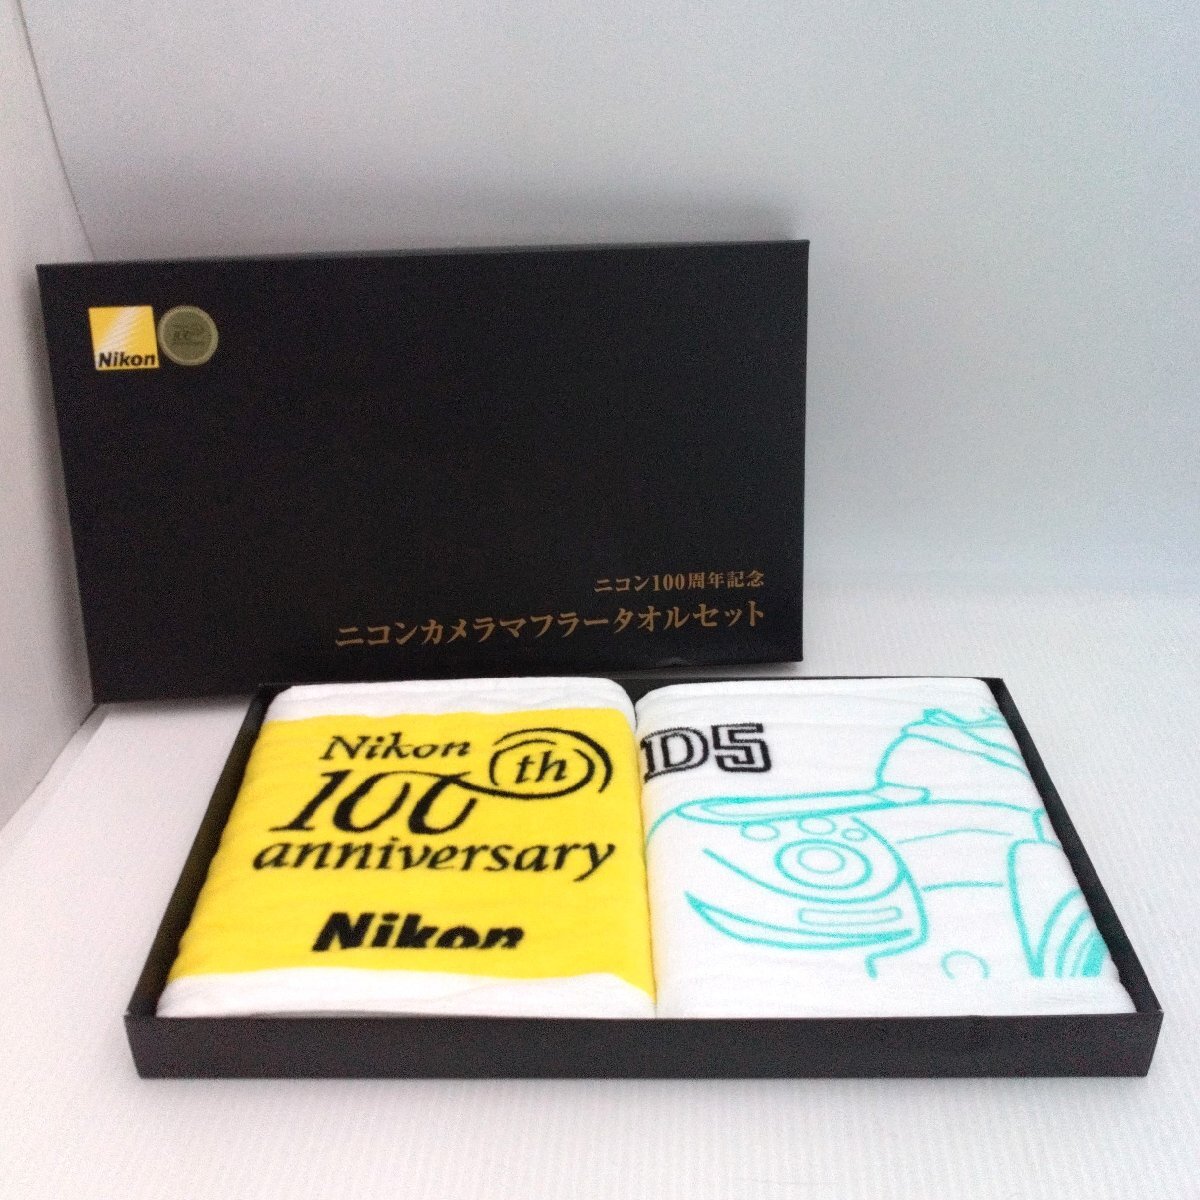 Nikon
ニコン100周年記念
ニコンカメラマフラータオルセット
Nikon
100th
anniversary
Nikon
D5